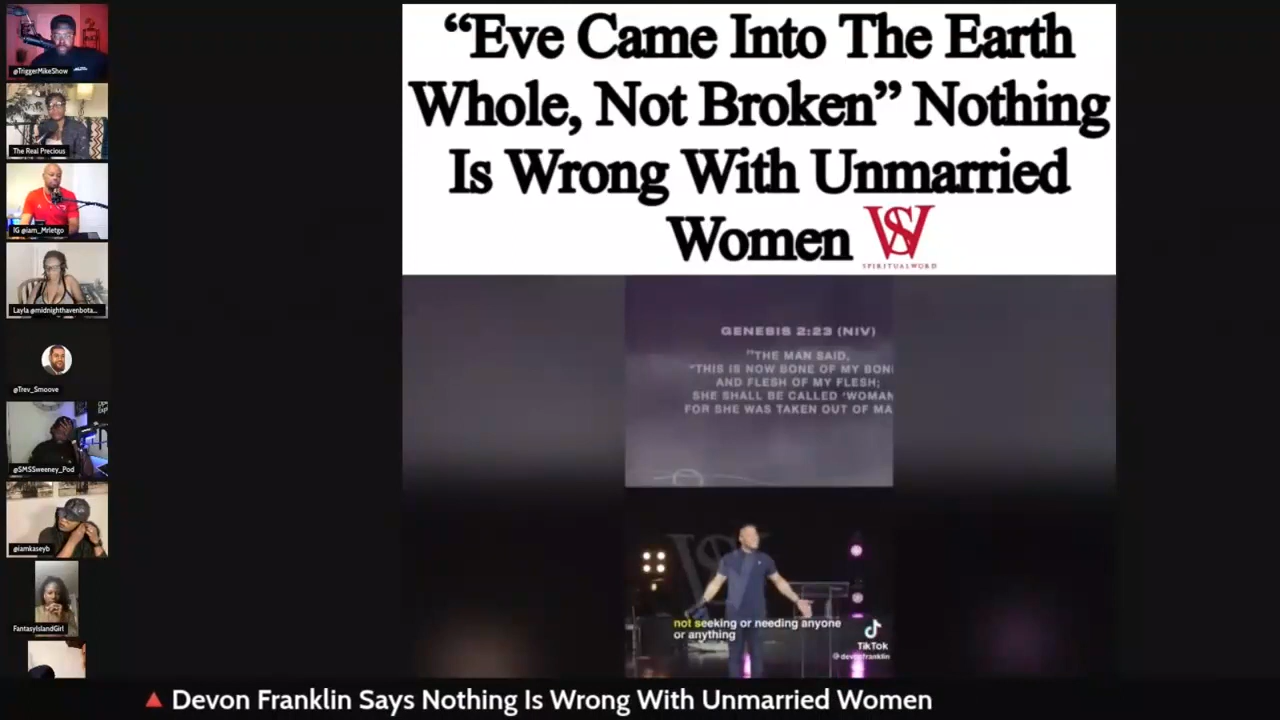 @TriggerMikeShow
The Real Precious
IG @iam_Mrletgo
Layla @midnighthavenbota...
@Trev_Smoove
@SMSSweeney_Pod
@iamkaseyb
FantasyIslandGirl
“Eve Came Into The Earth
Whole, Not Broken” Nothing
Is Wrong With Unmarried
Women
SPIRITUALWORD
GENESIS 2:23 (NIV)
"THE MAN SAID,
"THIS IS NOW BONE OF MY BON
AND FLESH OF MY FLESH;
SHE SHALL BE CALLED 'WOMAN
FOR SHE WAS TAKEN OUT OF MA
not seeking or needing anyone
or anything
TikTok
@devonfranklin
Devon Franklin Says Nothing Is Wrong With Unmarried Women